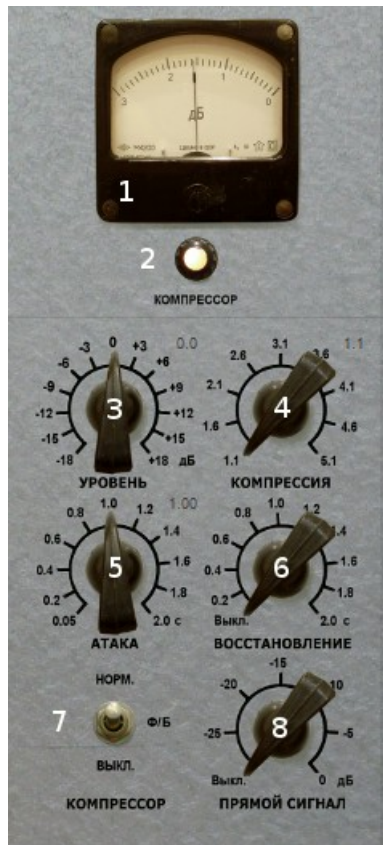 2 1
3 0
дБ
1
2
КОМПРЕССОР
0 0.0 3.1 1.1
-3 +3 2.6 3.6
-6 +6 2.1 4.1
-9 +9
-12 3 +12 1.6 4 4.6
-15 +15
-18 +18 дБ 1.1 5.1
УРОВЕНЬ КОМПРЕССИЯ
1.0 1.00 1.0
0.8 1.2 0.8 1.2
0.6 1.4 0.6 1.4
0.4 5 1.6 0.4 6 1.6
0.2 1.8 0.2 1.8
0.05 2.0 с Выкл. 2.0 с
АТАКА ВОССТАНОВЛЕНИЕ
НОРМ. -15
-20 10
7 Ф/Б -25 8 -5
ВЫКЛ. Выкл. 0 дБ
КОМПРЕССОР ПРЯМОЙ СИГНАЛ